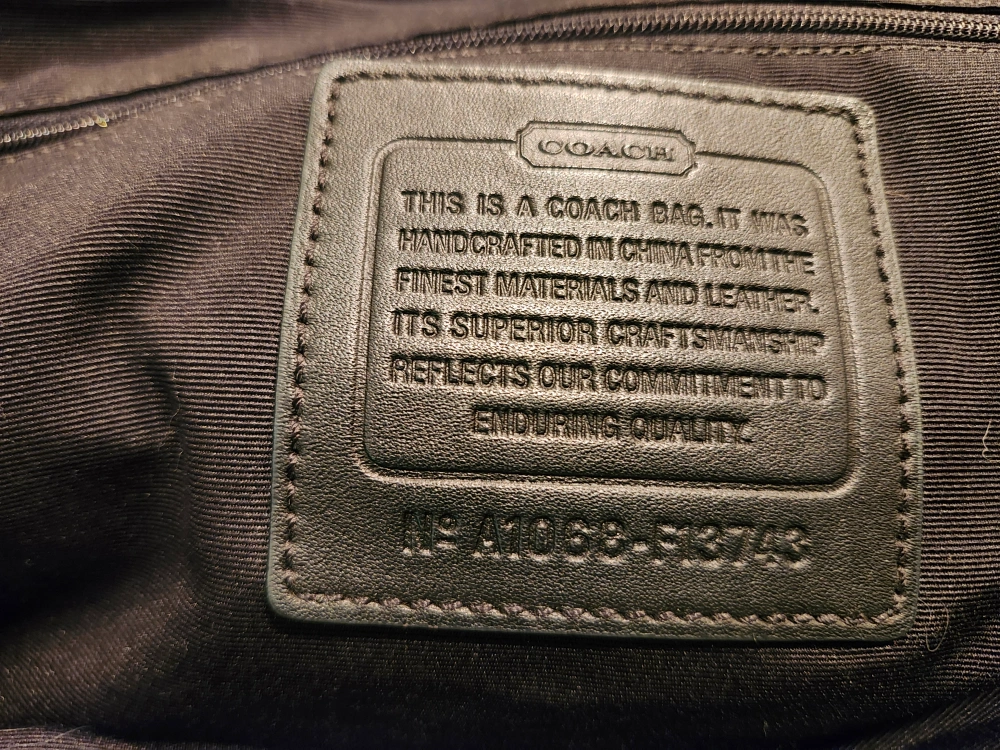 COACH
THIS IS A COACH BAG. IT WAS
HANDCRAFTED IN CHINA FROM THE
FINEST MATERIALS AND LEATHER.
ITS SUPERIOR CRAFTSMANSHIP
REFLECTS OUR COMMITMENT TO
ENDURING QUALITY.
Nº A1068-F13743